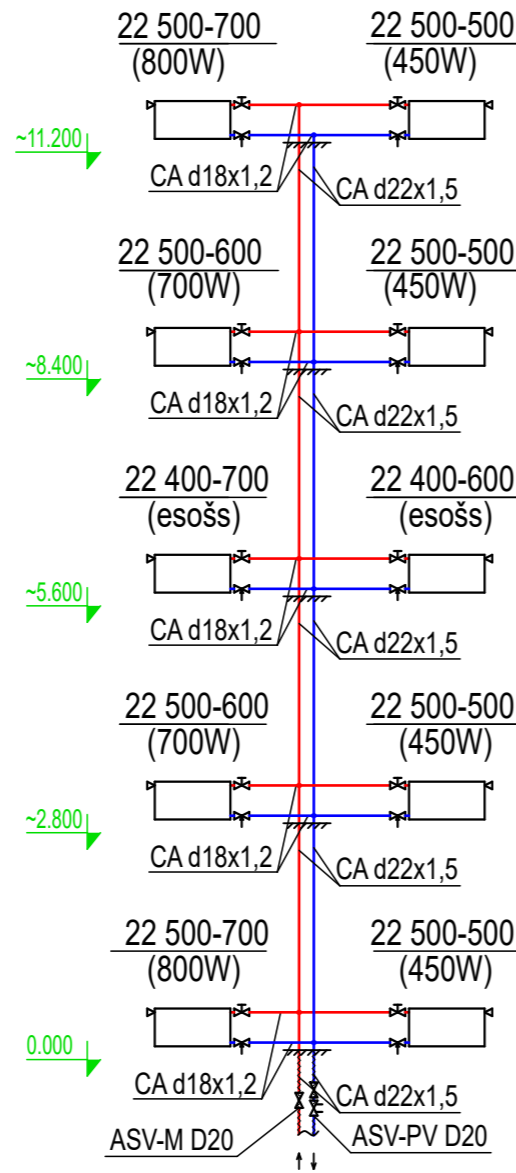 22 500-700 22 500-500
(800W) (450W)
~11.200
CA d18x1,2 CA d22x1,5
22 500-600 22 500-500
(700W) (450W)
~8.400
CA d18x1,2 CA d22x1,5
22 400-700 22 400-600
(esošs) (esošs)
~5.600
CA d18x1,2 CA d22x1,5
22 500-600 22 500-500
(700W) (450W)
~2.800
CA d18x1,2 CA d22x1,5
22 500-700 22 500-500
(800W) (450W)
0.000
CA d18x1,2 CA d22x1,5
ASV-M D20 ASV-PV D20